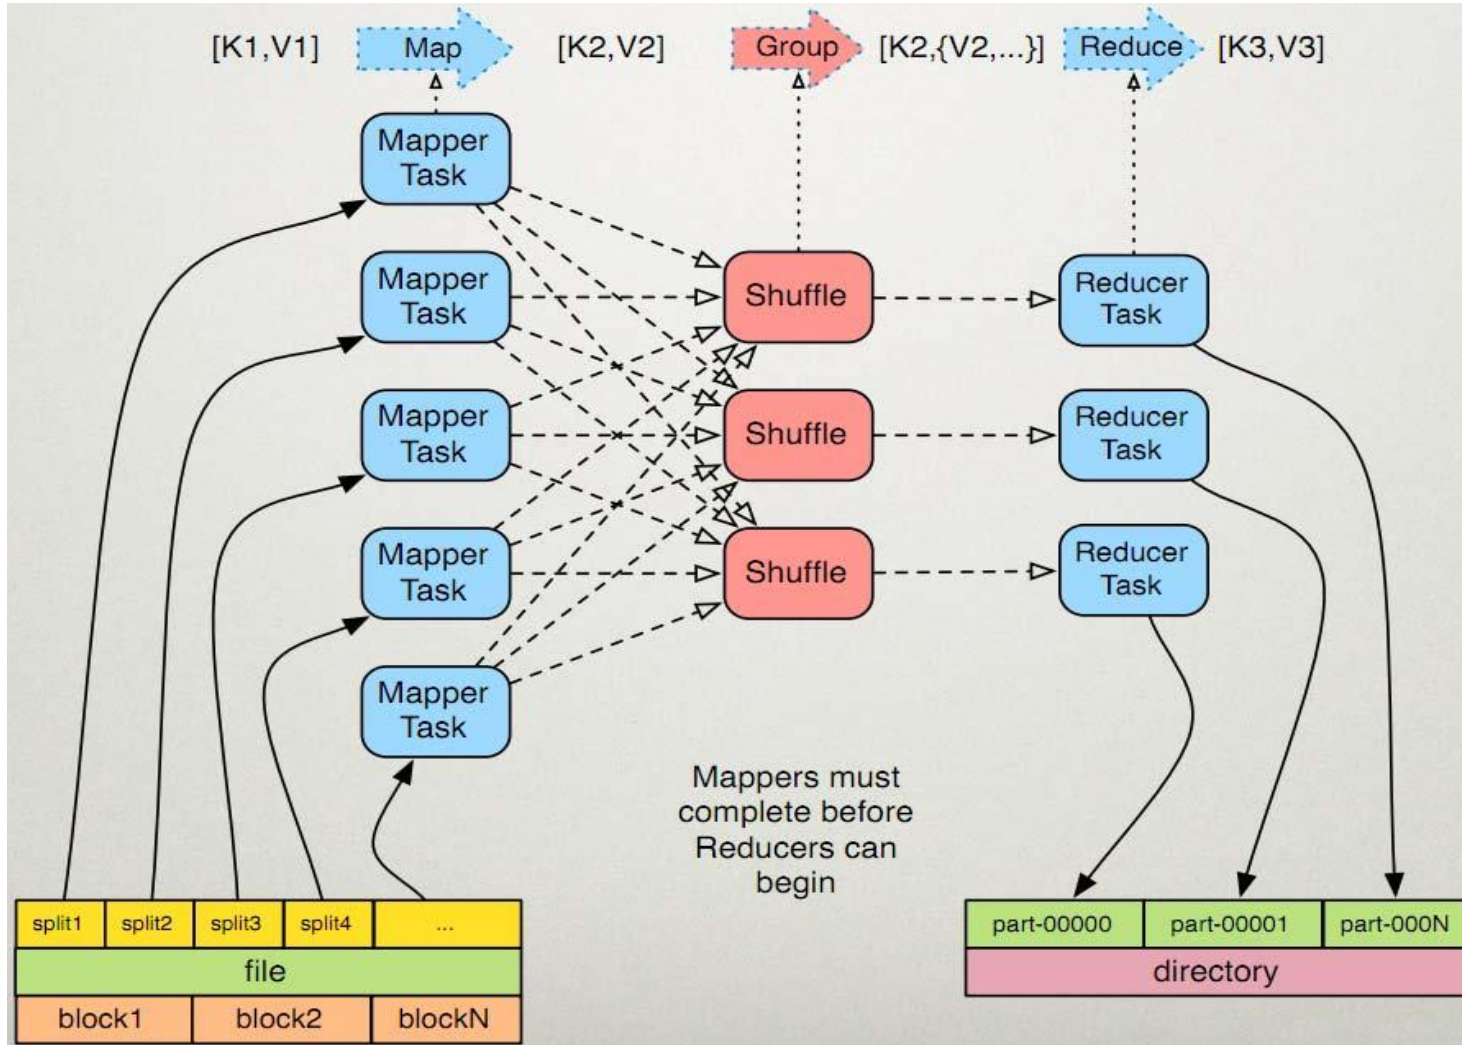 [K1,V1] Map [K2,V2] Group [K2,{V2,...}] Reduce [K3,V3]
Mapper
Task
Mapper
Task
Mapper
Task
Mapper
Task
Mapper
Task
Shuffle
Shuffle
Shuffle
Reducer
Task
Reducer
Task
Reducer
Task
Mappers must
complete before
Reducers can
begin
split1 split2 split3 split4 ...
file
block1 block2 blockN
part-00000 part-00001 part-000N
directory